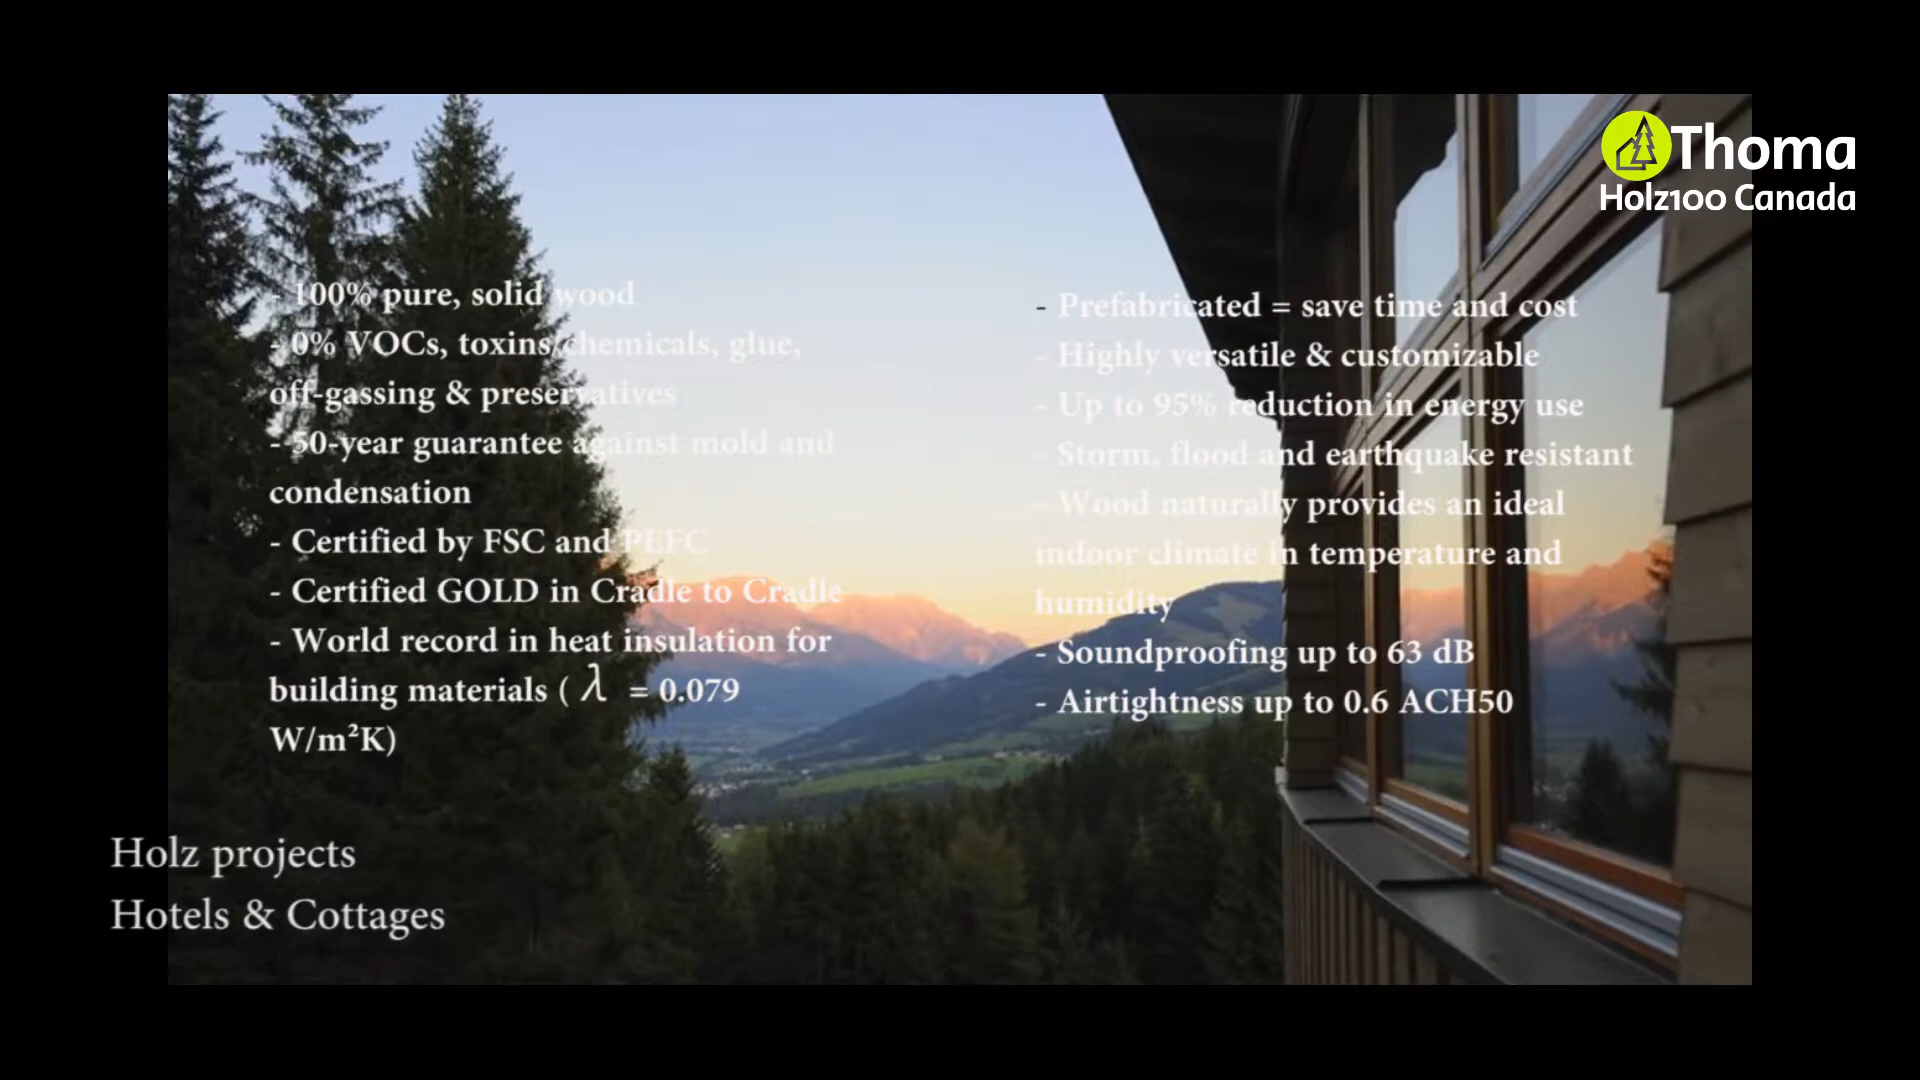 Thoma
Holz100 Canada
- 100% pure, solid wood
- 0% VOCs, toxins/chemicals, glue,
off-gassing & preservatives
- 50-year guarantee against mold and
condensation
- Certified by FSC and PEFC
- Certified GOLD in Cradle to Cradle
- World record in heat insulation for
building materials ( λ = 0.079
W/m²K)
- Prefabricated = save time and cost
- Highly versatile & customizable
- Up to 95% reduction in energy use
- Storm, flood and earthquake resistant
- Wood naturally provides an ideal
indoor climate in temperature and
humidity
- Soundproofing up to 63 dB
- Airtightness up to 0.6 ACH50
Holz projects
Hotels & Cottages